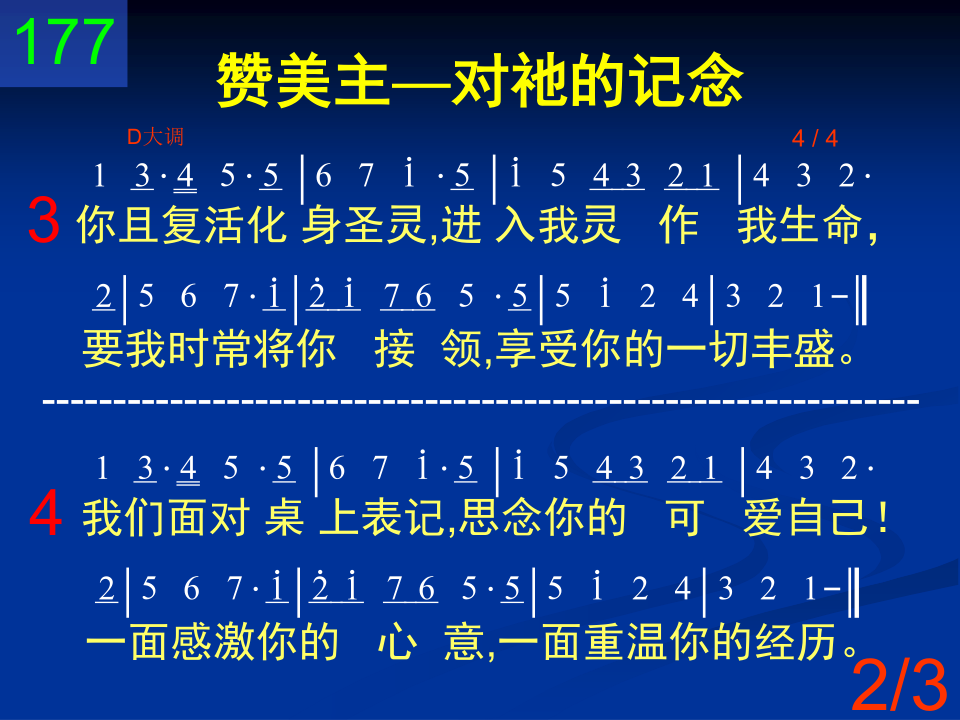 177
赞美主—对祂的记念
D大调
4 / 4
1 3·4 5·5|6 7 i·5|i 5 4 3 2 1|4 3 2·
3 你且复活化 身圣灵,进 入我灵 作 我生命，
2|5 6 7·i|2̇ i 7 6 5·5|5 i 2 4|3 2 1-‖
要我时常将你 接 领,享受你的一切丰盛。
--------------------------------------------------------------
1 3·4 5·5|6 7 i·5|i 5 4 3 2 1|4 3 2·
4 我们面对 桌 上表记,思念你的 可 爱自己！
2|5 6 7·i|2̇ i 7 6 5·5|5 i 2 4|3 2 1-‖
一面感激你的 心 意,一面重温你的经历。
2/3